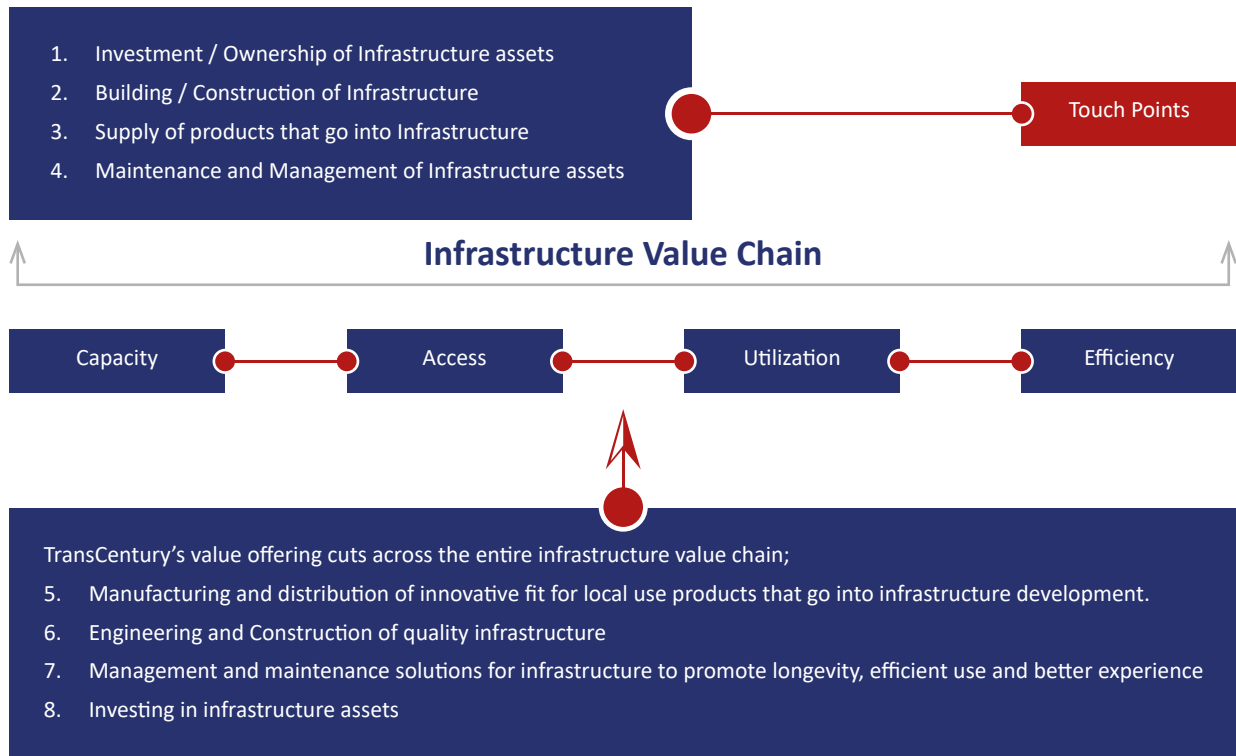 1. Investment / Ownership of Infrastructure assets
2. Building / Construction of Infrastructure
3. Supply of products that go into Infrastructure
4. Maintenance and Management of Infrastructure assets
Touch Points
Infrastructure Value Chain
Capacity
Access
Utilization
Efficiency
TransCentury’s value offering cuts across the entire infrastructure value chain;
5. Manufacturing and distribution of innovative fit for local use products that go into infrastructure development.
6. Engineering and Construction of quality infrastructure
7. Management and maintenance solutions for infrastructure to promote longevity, efficient use and better experience
8. Investing in infrastructure assets